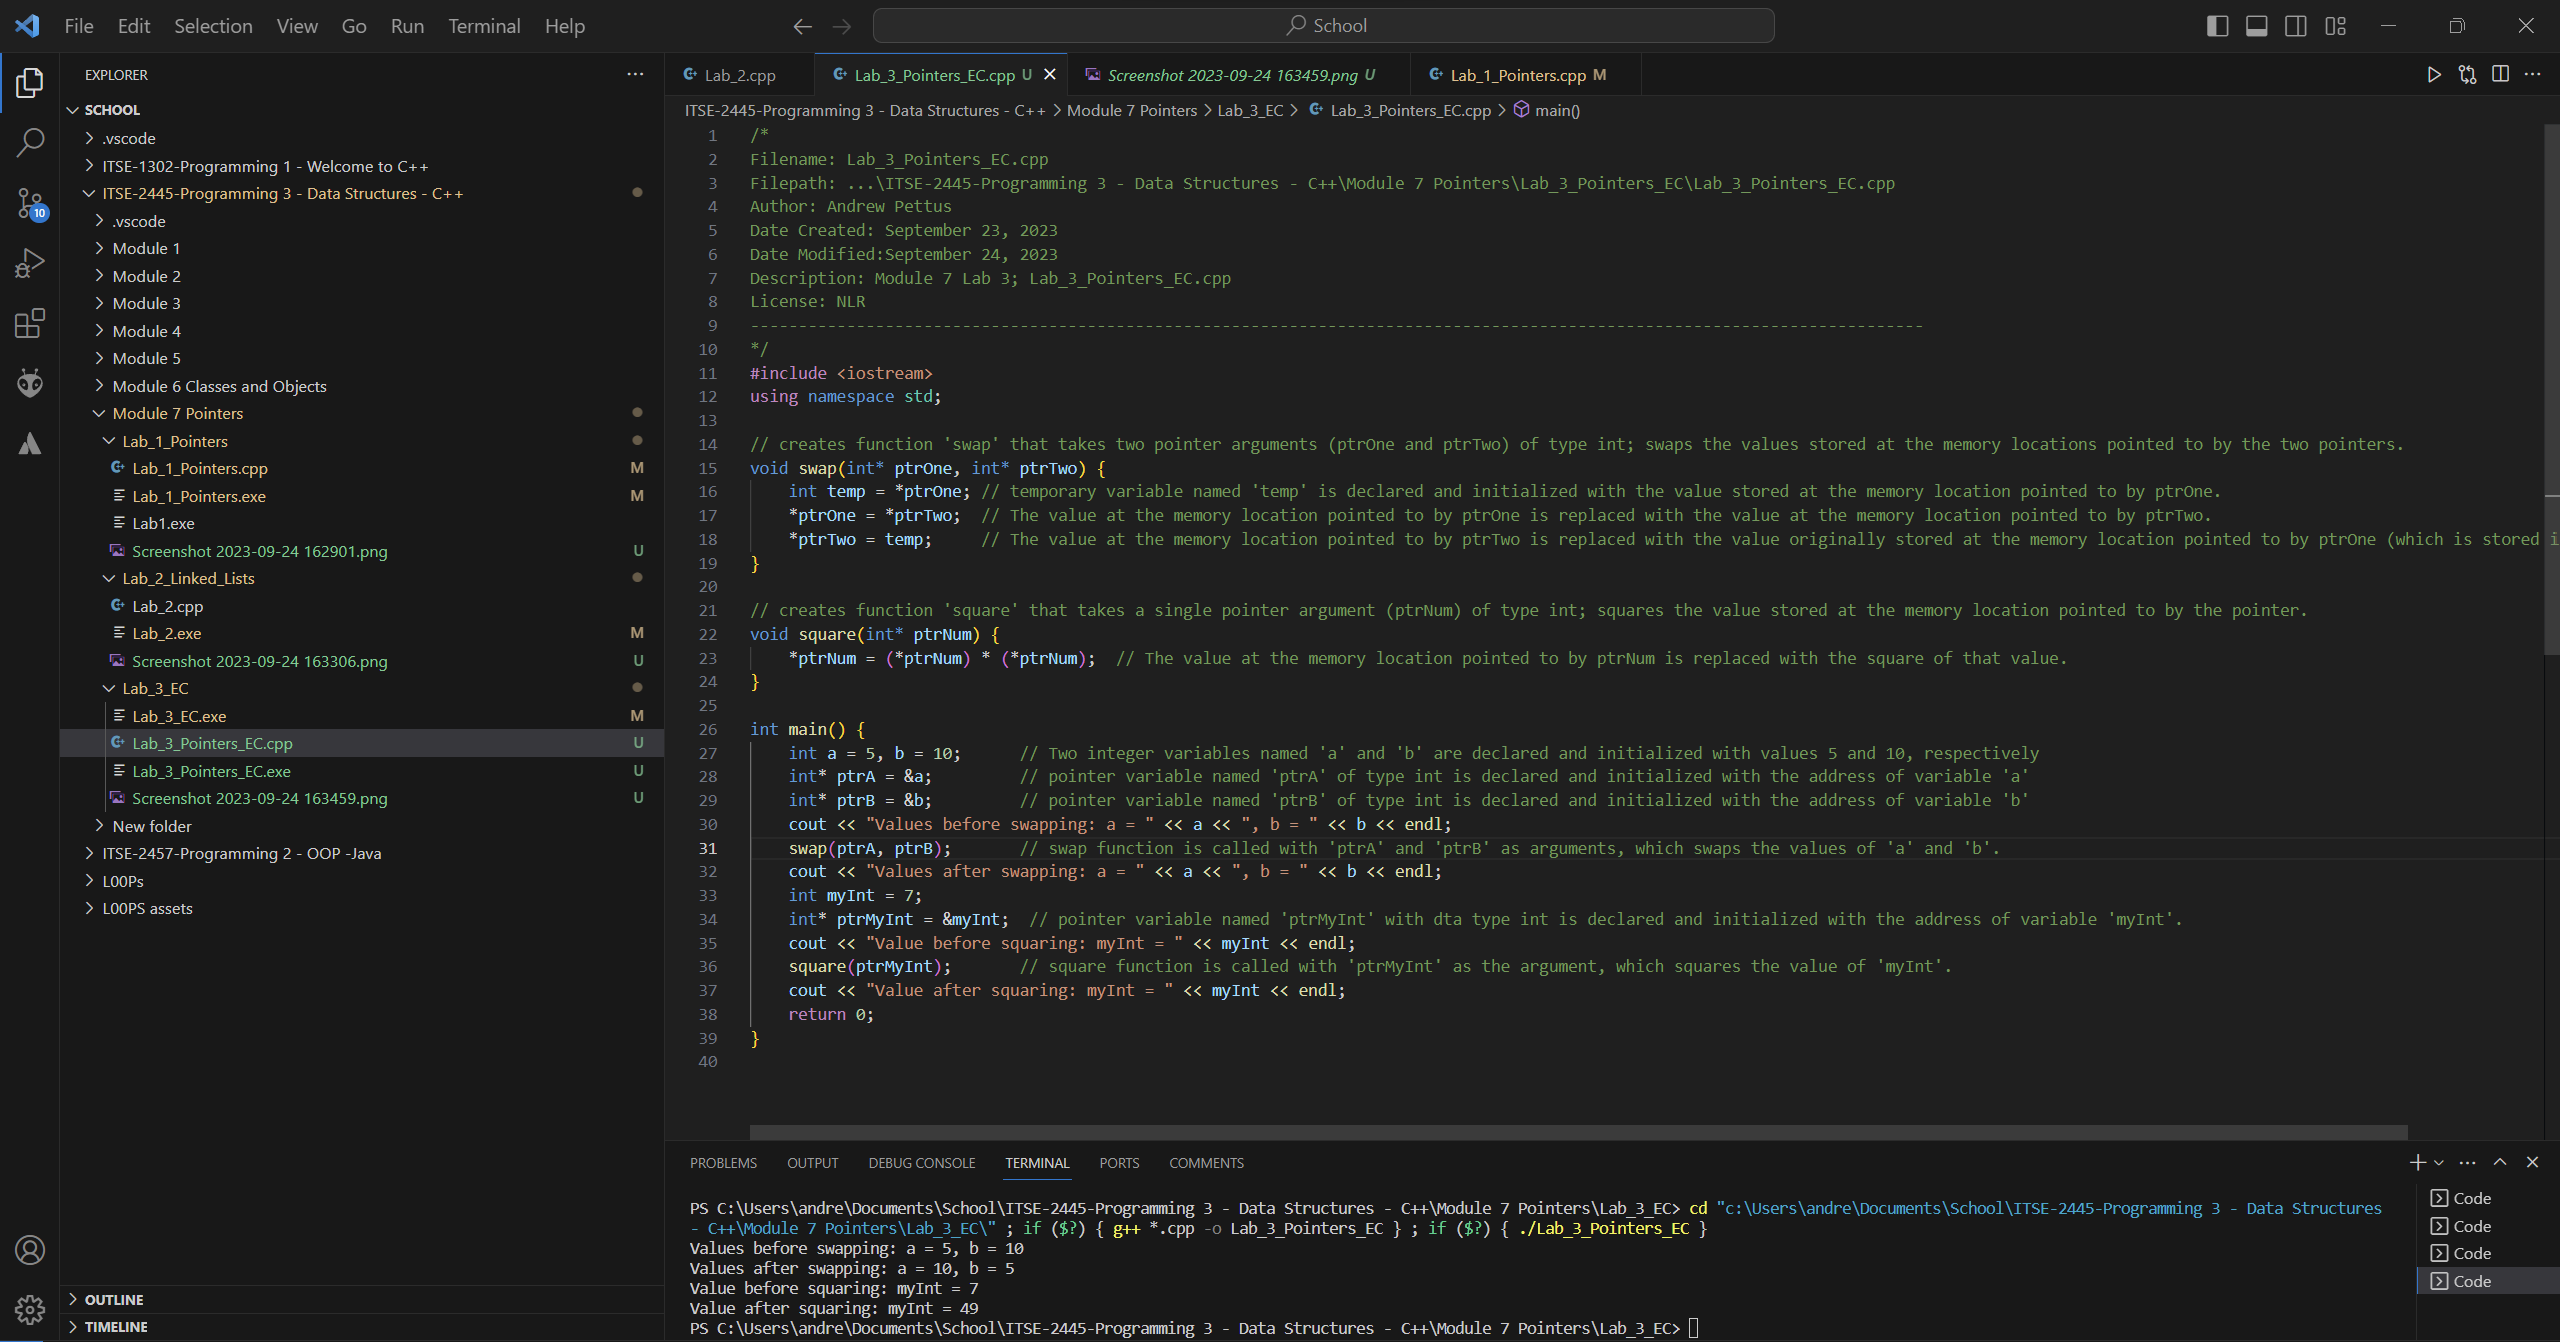 File Edit Selection View Go Run Terminal Help
School
EXPLORER
SCHOOL
.vscode
ITSE-1302-Programming 1 - Welcome to C++
ITSE-2445-Programming 3 - Data Structures - C++
.vscode
Module 1
Module 2
Module 3
Module 4
Module 5
Module 6 Classes and Objects
Module 7 Pointers
Lab_1_Pointers
Lab_1_Pointers.cpp M
Lab_1_Pointers.exe M
Lab1.exe
Screenshot 2023-09-24 162901.png U
Lab_2_Linked_Lists
Lab_2.cpp
Lab_2.exe M
Screenshot 2023-09-24 163306.png U
Lab_3_EC
Lab_3_EC.exe M
Lab_3_Pointers_EC.cpp U
Lab_3_Pointers_EC.exe U
Screenshot 2023-09-24 163459.png U
New folder
ITSE-2457-Programming 2 - OOP -Java
L00Ps
L00PS assets
10
OUTLINE
TIMELINE
Lab_2.cpp Lab_3_Pointers_EC.cpp U Screenshot 2023-09-24 163459.png U Lab_1_Pointers.cpp M
ITSE-2445-Programming 3 - Data Structures - C++ > Module 7 Pointers > Lab_3_EC > Lab_3_Pointers_EC.cpp > main()
1 /*
2 Filename: Lab_3_Pointers_EC.cpp
3 Filepath: ...\ITSE-2445-Programming 3 - Data Structures - C++\Module 7 Pointers\Lab_3_Pointers_EC\Lab_3_Pointers_EC.cpp
4 Author: Andrew Pettus
5 Date Created: September 23, 2023
6 Date Modified:September 24, 2023
7 Description: Module 7 Lab 3; Lab_3_Pointers_EC.cpp
8 License: NLR
9 --------------------------------------------------------------------------------------------------------------------------
10 */
11 #include <iostream>
12 using namespace std;
13
14 // creates function 'swap' that takes two pointer arguments (ptrOne and ptrTwo) of type int; swaps the values stored at the memory locations pointed to by the two pointers.
15 void swap(int* ptrOne, int* ptrTwo) {
16 int temp = *ptrOne; // temporary variable named 'temp' is declared and initialized with the value stored at the memory location pointed to by ptrOne.
17 *ptrOne = *ptrTwo; // The value at the memory location pointed to by ptrOne is replaced with the value at the memory location pointed to by ptrTwo.
18 *ptrTwo = temp; // The value at the memory location pointed to by ptrTwo is replaced with the value originally stored at the memory location pointed to by ptrOne (which is stored i
19 }
20
21 // creates function 'square' that takes a single pointer argument (ptrNum) of type int; squares the value stored at the memory location pointed to by the pointer.
22 void square(int* ptrNum) {
23 *ptrNum = (*ptrNum) * (*ptrNum); // The value at the memory location pointed to by ptrNum is replaced with the square of that value.
24 }
25
26 int main() {
27 int a = 5, b = 10; // Two integer variables named 'a' and 'b' are declared and initialized with values 5 and 10, respectively
28 int* ptrA = &a; // pointer variable named 'ptrA' of type int is declared and initialized with the address of variable 'a'
29 int* ptrB = &b; // pointer variable named 'ptrB' of type int is declared and initialized with the address of variable 'b'
30 cout << "Values before swapping: a = " << a << ", b = " << b << endl;
31 swap(ptrA, ptrB); // swap function is called with 'ptrA' and 'ptrB' as arguments, which swaps the values of 'a' and 'b'.
32 cout << "Values after swapping: a = " << a << ", b = " << b << endl;
33 int myInt = 7;
34 int* ptrMyInt = &myInt; // pointer variable named 'ptrMyInt' with dta type int is declared and initialized with the address of variable 'myInt'.
35 cout << "Value before squaring: myInt = " << myInt << endl;
36 square(ptrMyInt); // square function is called with 'ptrMyInt' as the argument, which squares the value of 'myInt'.
37 cout << "Value after squaring: myInt = " << myInt << endl;
38 return 0;
39 }
40
PROBLEMS OUTPUT DEBUG CONSOLE TERMINAL PORTS COMMENTS
PS C:\Users\andre\Documents\School\ITSE-2445-Programming 3 - Data Structures - C++\Module 7 Pointers\Lab_3_EC> cd "c:\Users\andre\Documents\School\ITSE-2445-Programming 3 - Data Structures
- C++\Module 7 Pointers\Lab_3_EC\" ; if ($?) { g++ *.cpp -o Lab_3_Pointers_EC } ; if ($?) { ./Lab_3_Pointers_EC }
Values before swapping: a = 5, b = 10
Values after swapping: a = 10, b = 5
Value before squaring: myInt = 7
Value after squaring: myInt = 49
PS C:\Users\andre\Documents\School\ITSE-2445-Programming 3 - Data Structures - C++\Module 7 Pointers\Lab_3_EC>
Code
Code
Code
Code